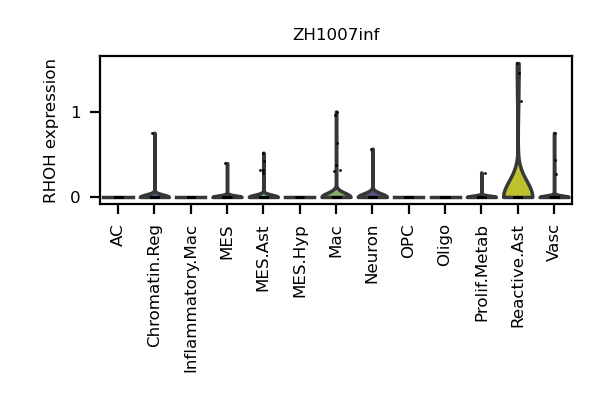 ZH1007inf
RHOH expression
1
0
AC
Chromatin.Reg
Inflammatory.Mac
MES
MES.Ast
MES.Hyp
Mac
Neuron
OPC
Oligo
Prolif.Metab
Reactive.Ast
Vasc